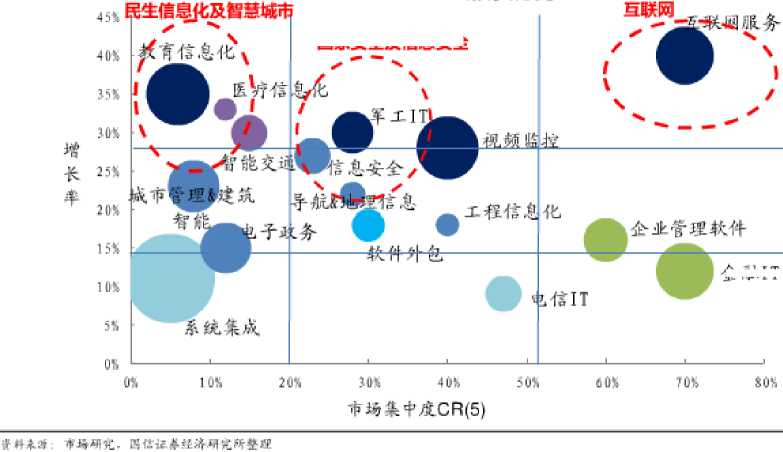 民生信息化及智慧城市
互联网
45%
互联网服务
教育信息化
40%
医疗信息化
35%
军工IT
30%
视频监控
增长率
智能交通
信息安全
25%
城市管理&建筑
智能
导航&地理信息
20%
工程信息化
电子政务
企业管理软件
软件外包
15%
10%
电信IT
系统集成
5%
0%
0% 10% 20% 30% 40% 50% 60% 70% 80%
市场集中度CR(5)
资料来源: 市场研究、国信证券经济研究所整理